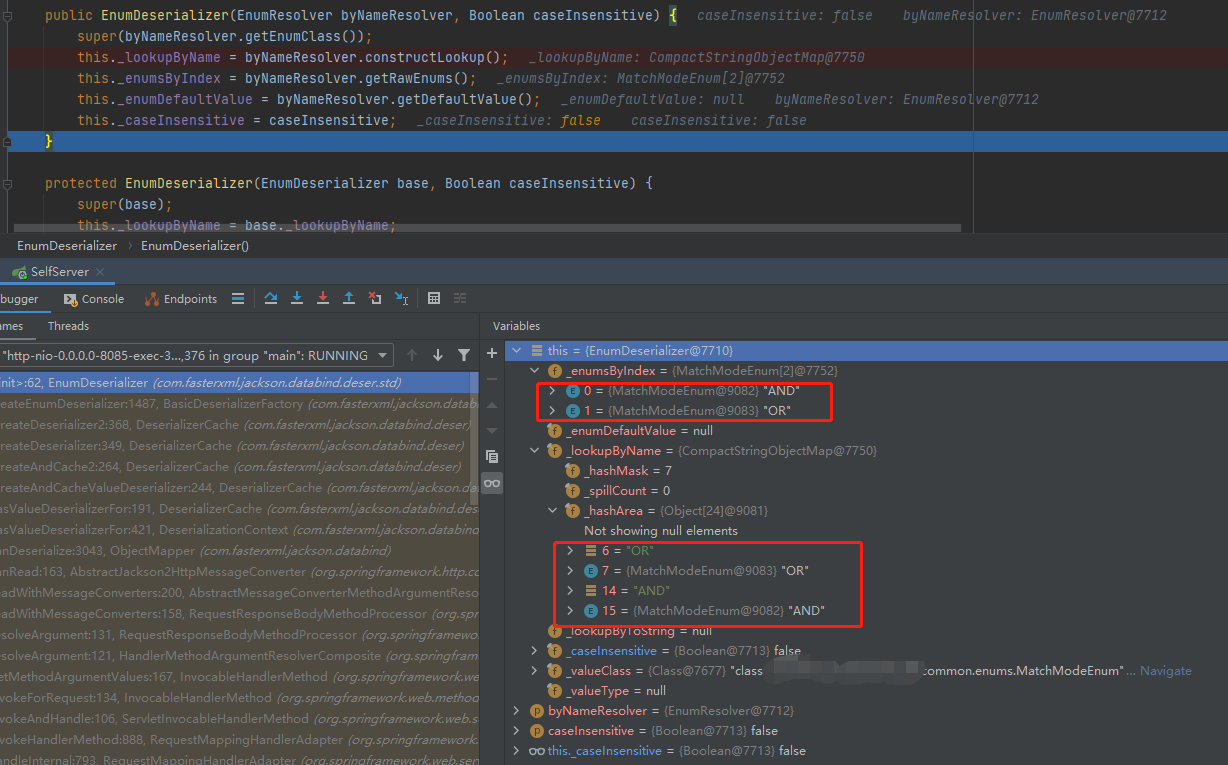 public EnumDeserializer(EnumResolver byNameResolver, Boolean caseInsensitive) { caseInsensitive: false byNameResolver: EnumResolver@7712
super(byNameResolver.getEnumClass());
this._lookupByName = byNameResolver.constructLookup(); _lookupByName: CompactStringObjectMap@7750
this._enumsByIndex = byNameResolver.getRawEnums(); _enumsByIndex: MatchModeEnum[2]@7752
this._enumDefaultValue = byNameResolver.getDefaultValue(); _enumDefaultValue: null byNameResolver: EnumResolver@7712
this._caseInsensitive = caseInsensitive; _caseInsensitive: false caseInsensitive: false
}
protected EnumDeserializer(EnumDeserializer base, Boolean caseInsensitive) {
super(base);
this._lookupByName = base._lookupByName;
EnumDeserializer › EnumDeserializer()
SelfServer
bugger Console Endpoints
mes Threads
"http-nio-0.0.0.0-8085-exec-3...,376 in group "main": RUNNING
nit>:62, EnumDeserializer (com.fasterxml.jackson.databind.deser.std)
reateEnumDeserializer:1487, BasicDeserializerFactory (com.fasterxml.jackson.databi
reateDeserializer2:368, DeserializerCache (com.fasterxml.jackson.databind.deser)
reateDeserializer:349, DeserializerCache (com.fasterxml.jackson.databind.deser)
reateAndCache2:264, DeserializerCache (com.fasterxml.jackson.databind.deser)
reateAndCacheValueDeserializer:244, DeserializerCache (com.fasterxml.jackson.datab
asValueDeserializerFor:191, DeserializerCache (com.fasterxml.jackson.databind.deser
asValueDeserializerFor:421, DeserializationContext (com.fasterxml.jackson.databind
anDeserialize:3043, ObjectMapper (com.fasterxml.jackson.databind)
anRead:163, AbstractJackson2HttpMessageConverter (org.springframework.http.co
eadWithMessageConverters:200, AbstractMessageConverterMethodArgumentReso
eadWithMessageConverters:158, RequestResponseBodyMethodProcessor (org.spr
esolveArgument:131, RequestResponseBodyMethodProcessor (org.springframewo
esolveArgument:121, HandlerMethodArgumentResolverComposite (org.springfram
etMethodArgumentValues:167, InvocableHandlerMethod (org.springframework.we
vokeForRequest:134, InvocableHandlerMethod (org.springframework.web.method
vokeAndHandle:106, ServletInvocableHandlerMethod (org.springframework.web.s
vokeHandlerMethod:888, RequestMappingHandlerAdapter (org.springframework.
andleInternal:793, RequestMappingHandlerAdapter (org.springframework.web.ser
Variables
this = {EnumDeserializer@7710}
_enumsByIndex = {MatchModeEnum[2]@7752}
0 = {MatchModeEnum@9082} "AND"
1 = {MatchModeEnum@9083} "OR"
_enumDefaultValue = null
_lookupByName = {CompactStringObjectMap@7750}
_hashMask = 7
_spillCount = 0
_hashArea = {Object[24]@9081}
Not showing null elements
6 = "OR"
7 = {MatchModeEnum@9083} "OR"
14 = "AND"
15 = {MatchModeEnum@9082} "AND"
_lookupByToString = null
_caseInsensitive = {Boolean@7713} false
_valueClass = {Class@7677} "class common.enums.MatchModeEnum"... Navigate
_valueType = null
byNameResolver = {EnumResolver@7712}
caseInsensitive = {Boolean@7713} false
this._caseInsensitive = {Boolean@7713} false